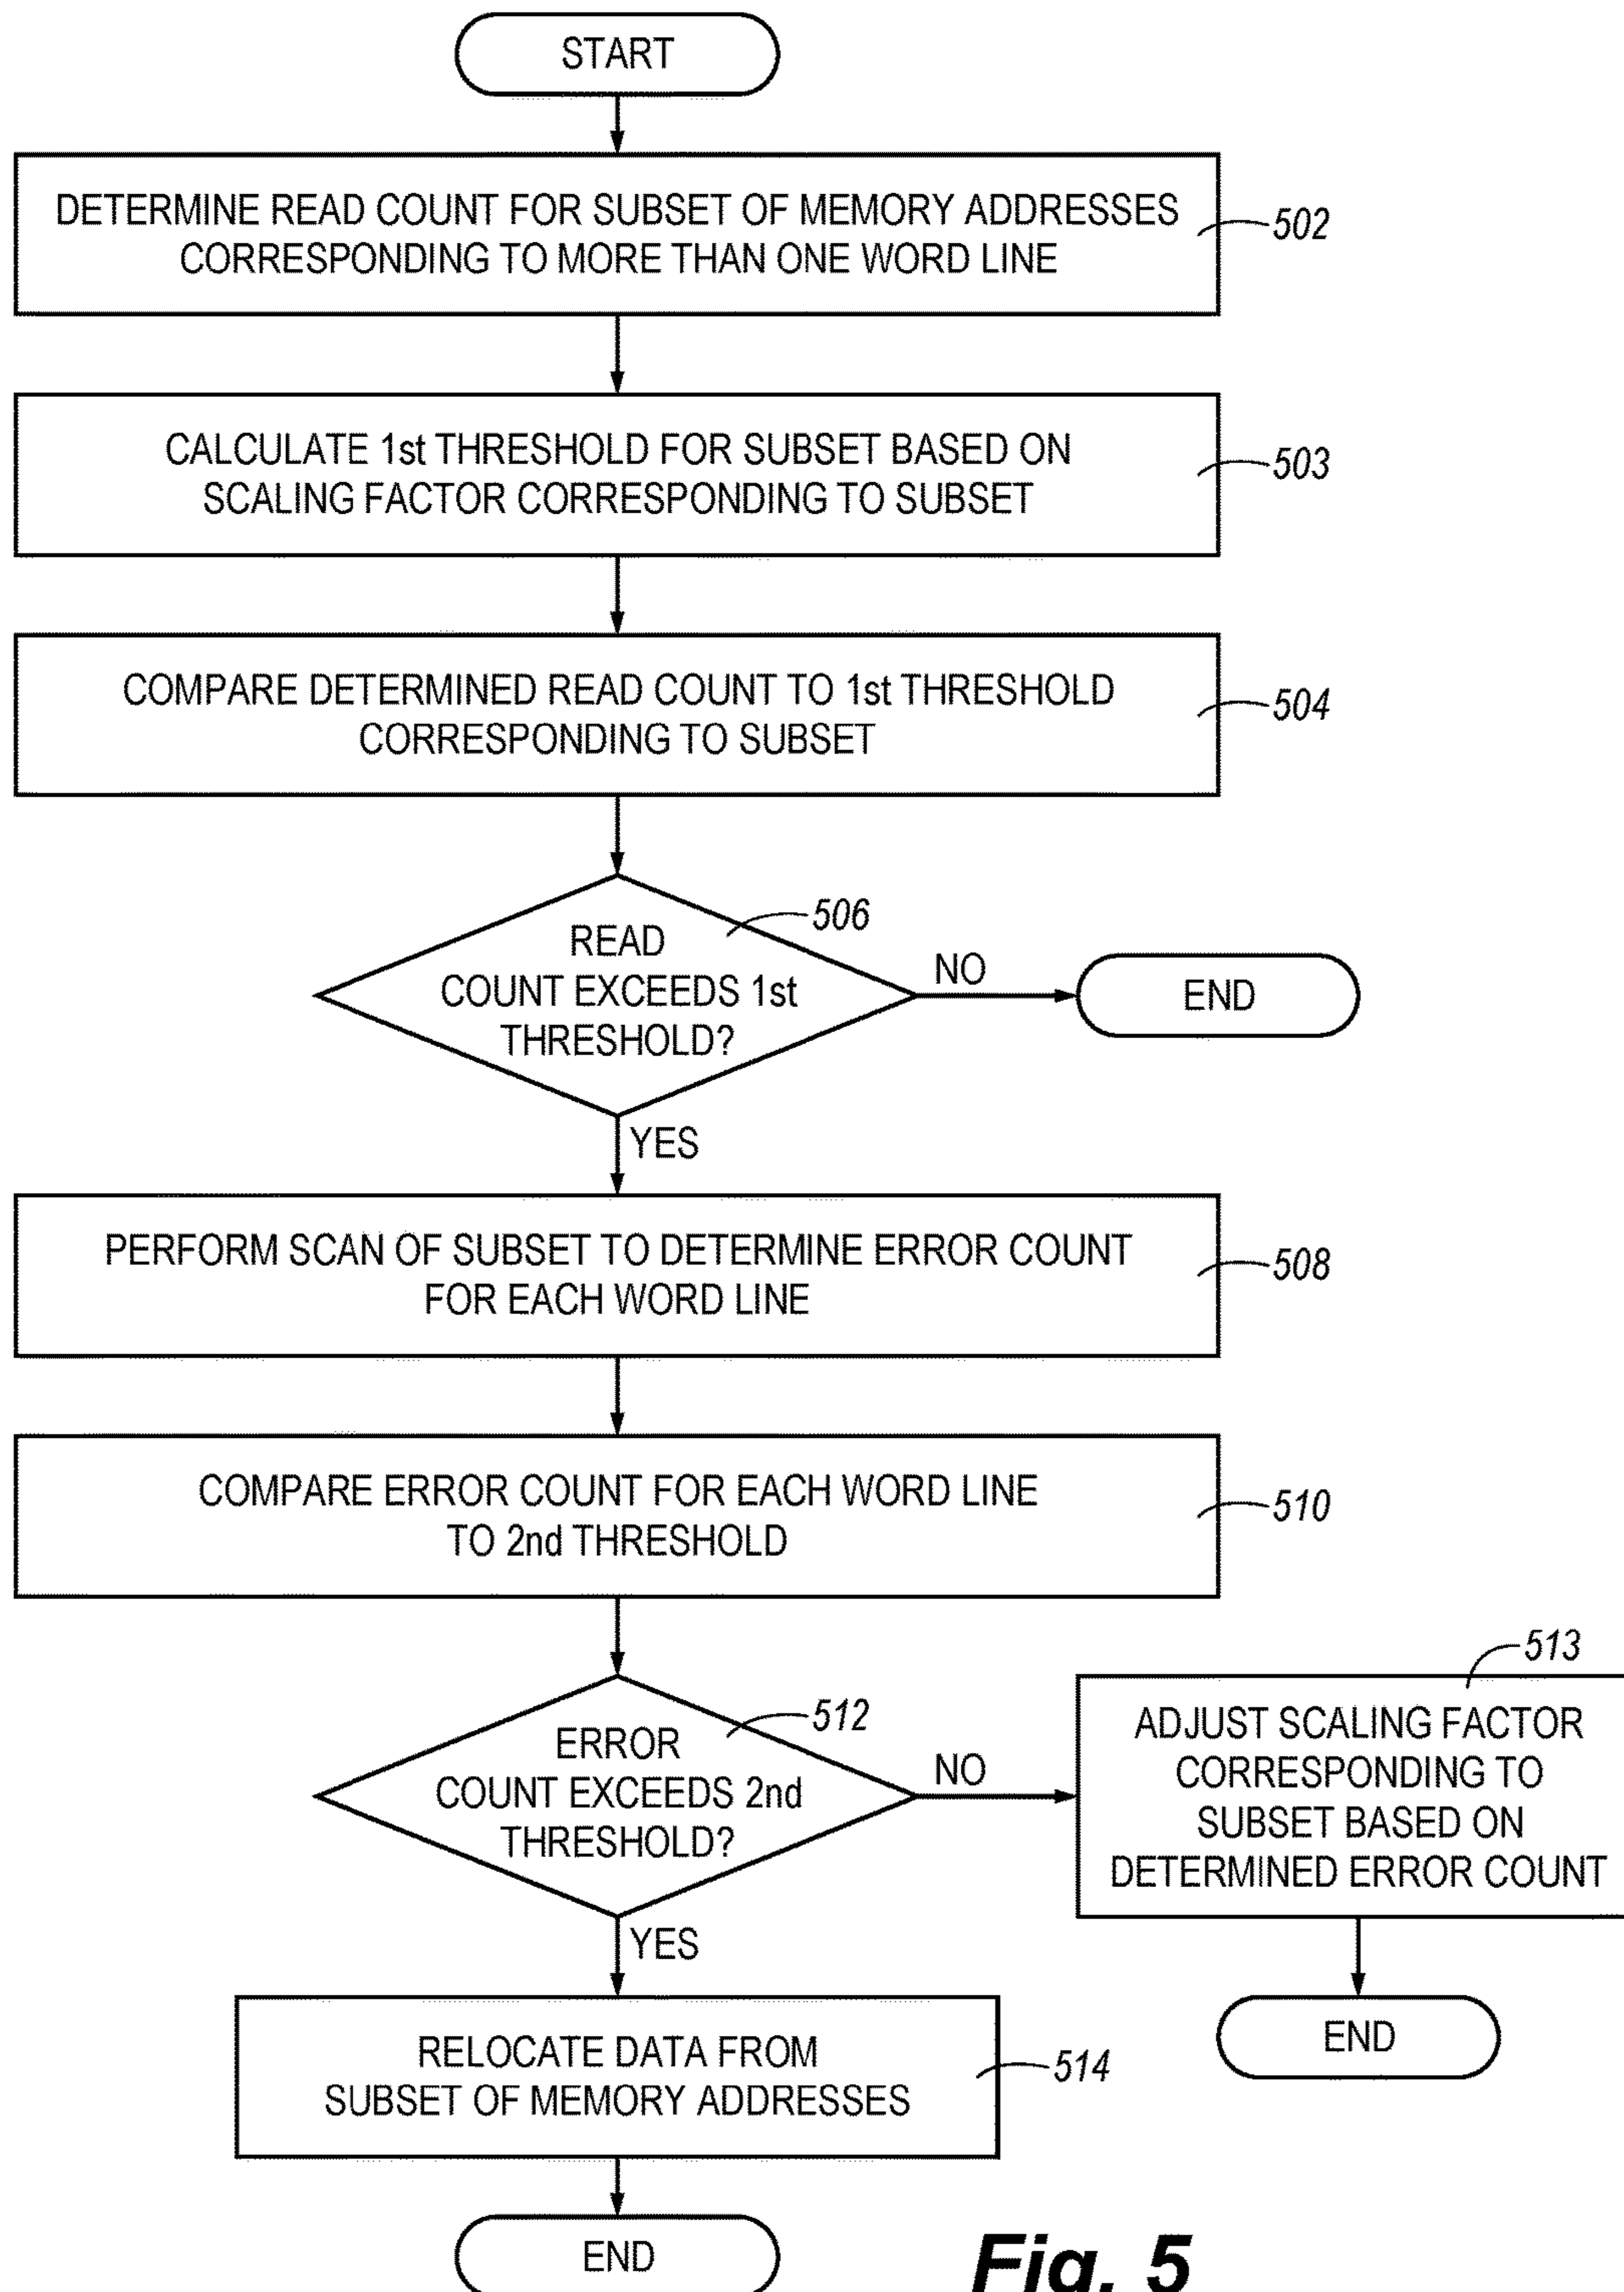 START
DETERMINE READ COUNT FOR SUBSET OF MEMORY ADDRESSES
CORRESPONDING TO MORE THAN ONE WORD LINE
502
CALCULATE 1st THRESHOLD FOR SUBSET BASED ON
SCALING FACTOR CORRESPONDING TO SUBSET
503
COMPARE DETERMINED READ COUNT TO 1st THRESHOLD
CORRESPONDING TO SUBSET
504
506
READ
COUNT EXCEEDS 1st
THRESHOLD?
NO
END
YES
PERFORM SCAN OF SUBSET TO DETERMINE ERROR COUNT
FOR EACH WORD LINE
508
COMPARE ERROR COUNT FOR EACH WORD LINE
TO 2nd THRESHOLD
510
512
ERROR
COUNT EXCEEDS 2nd
THRESHOLD?
NO
513
ADJUST SCALING FACTOR
CORRESPONDING TO
SUBSET BASED ON
DETERMINED ERROR COUNT
END
YES
RELOCATE DATA FROM
SUBSET OF MEMORY ADDRESSES
514
END
Fig. 5